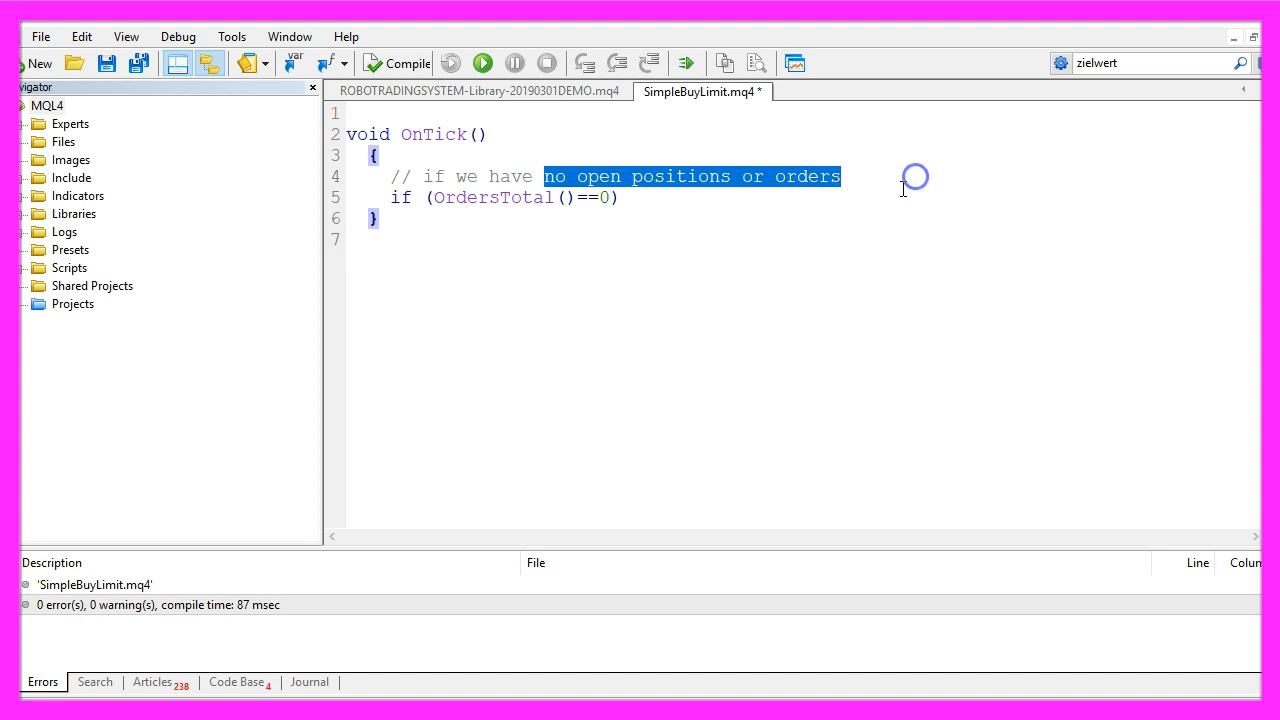 File Edit View Debug Tools Window Help
New Compile zielwert
vigator
ROBOTRADINGSYSTEM-Library-20190301DEMO.mq4 SimpleBuyLimit.mq4 *
MQL4
Experts
Files
Images
Include
Indicators
Libraries
Logs
Presets
Scripts
Shared Projects
Projects
1
2 void OnTick()
3 {
4 // if we have no open positions or orders
5 if (OrdersTotal()==0)
6 }
7
Description File Line Colum
'SimpleBuyLimit.mq4'
0 error(s), 0 warning(s), compile time: 87 msec
Errors Search Articles 238 Code Base 4 Journal